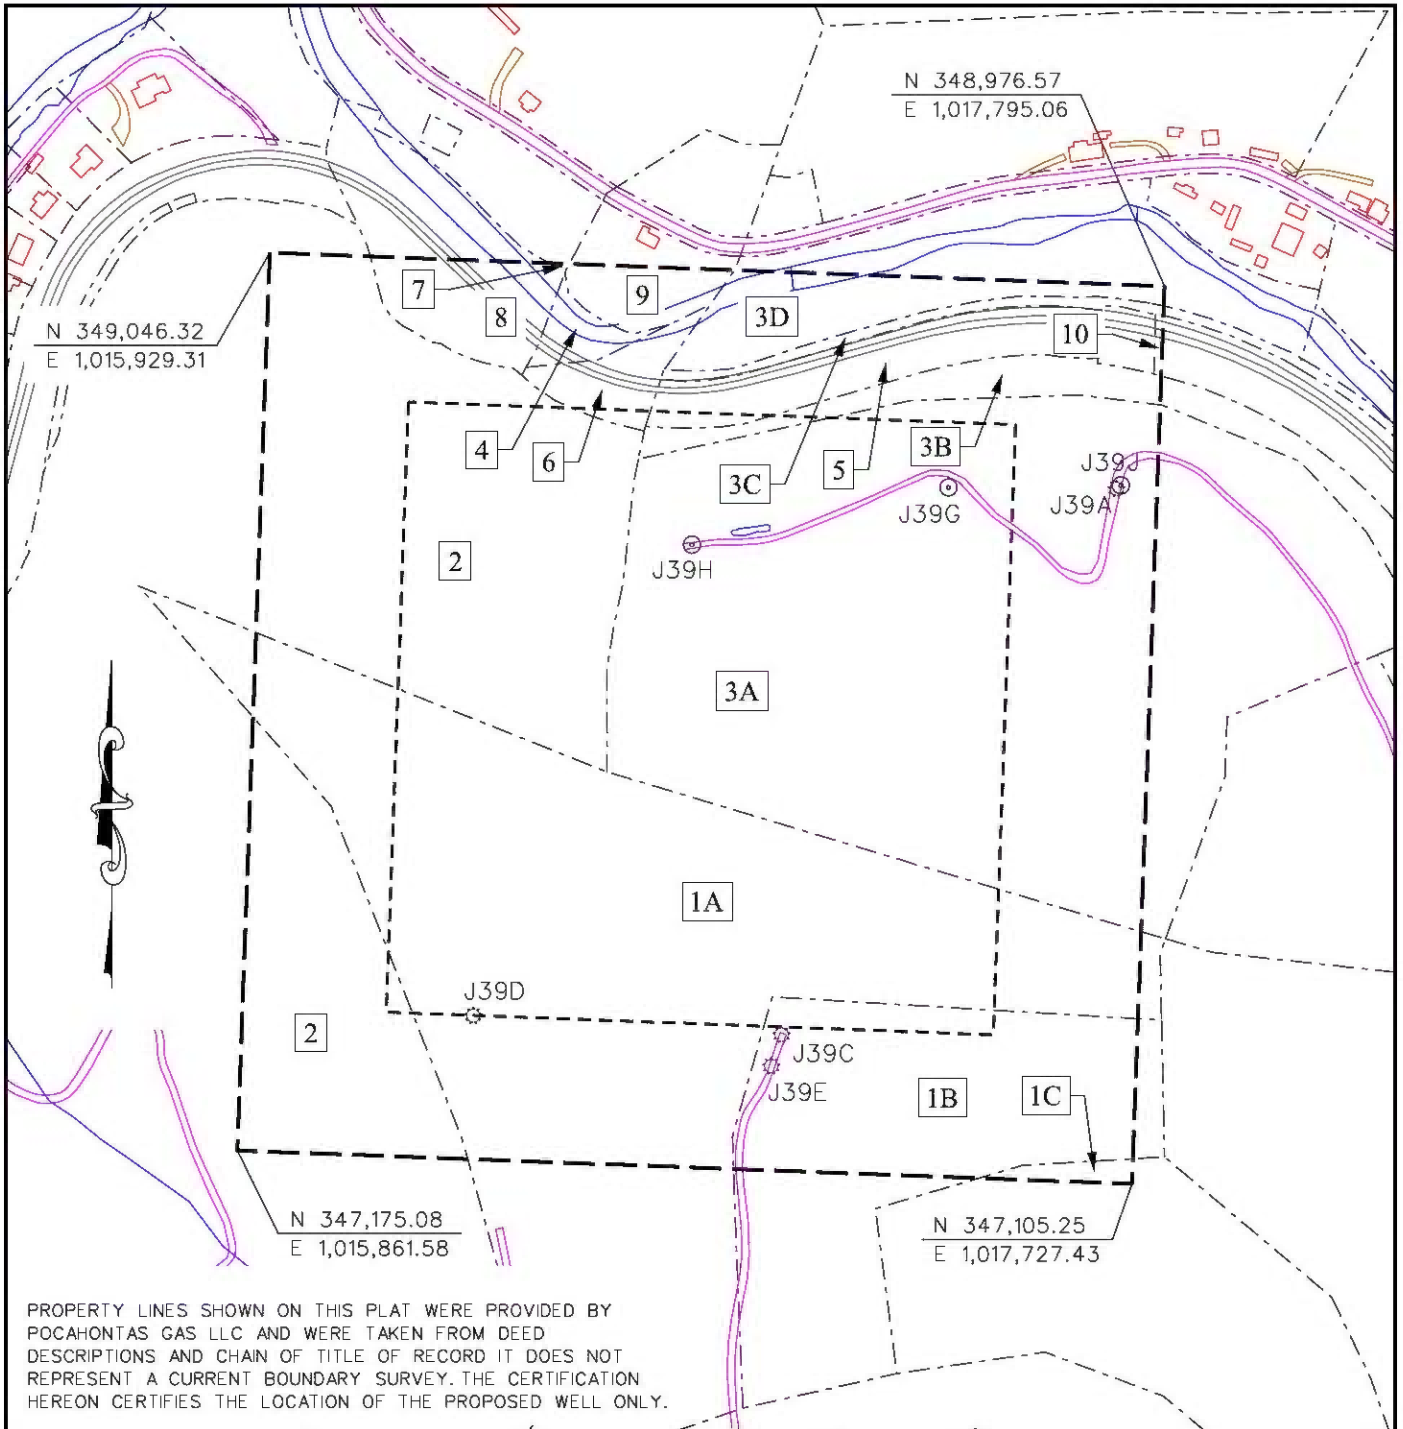 N 348,976.57
E 1,017,795.06
7
9
8
3D
10
N 349,046.32
E 1,015,929.31
4
6
3C
5
3B
J39J
J39A
J39G
J39H
2
3A
1A
J39D
2
J39C
J39E
1B
1C
N 347,175.08
E 1,015,861.58
N 347,105.25
E 1,017,727.43
PROPERTY LINES SHOWN ON THIS PLAT WERE PROVIDED BY
POCAHONTAS GAS LLC AND WERE TAKEN FROM DEED
DESCRIPTIONS AND CHAIN OF TITLE OF RECORD IT DOES NOT
REPRESENT A CURRENT BOUNDARY SURVEY. THE CERTIFICATION
HEREON CERTIFIES THE LOCATION OF THE PROPOSED WELL ONLY.